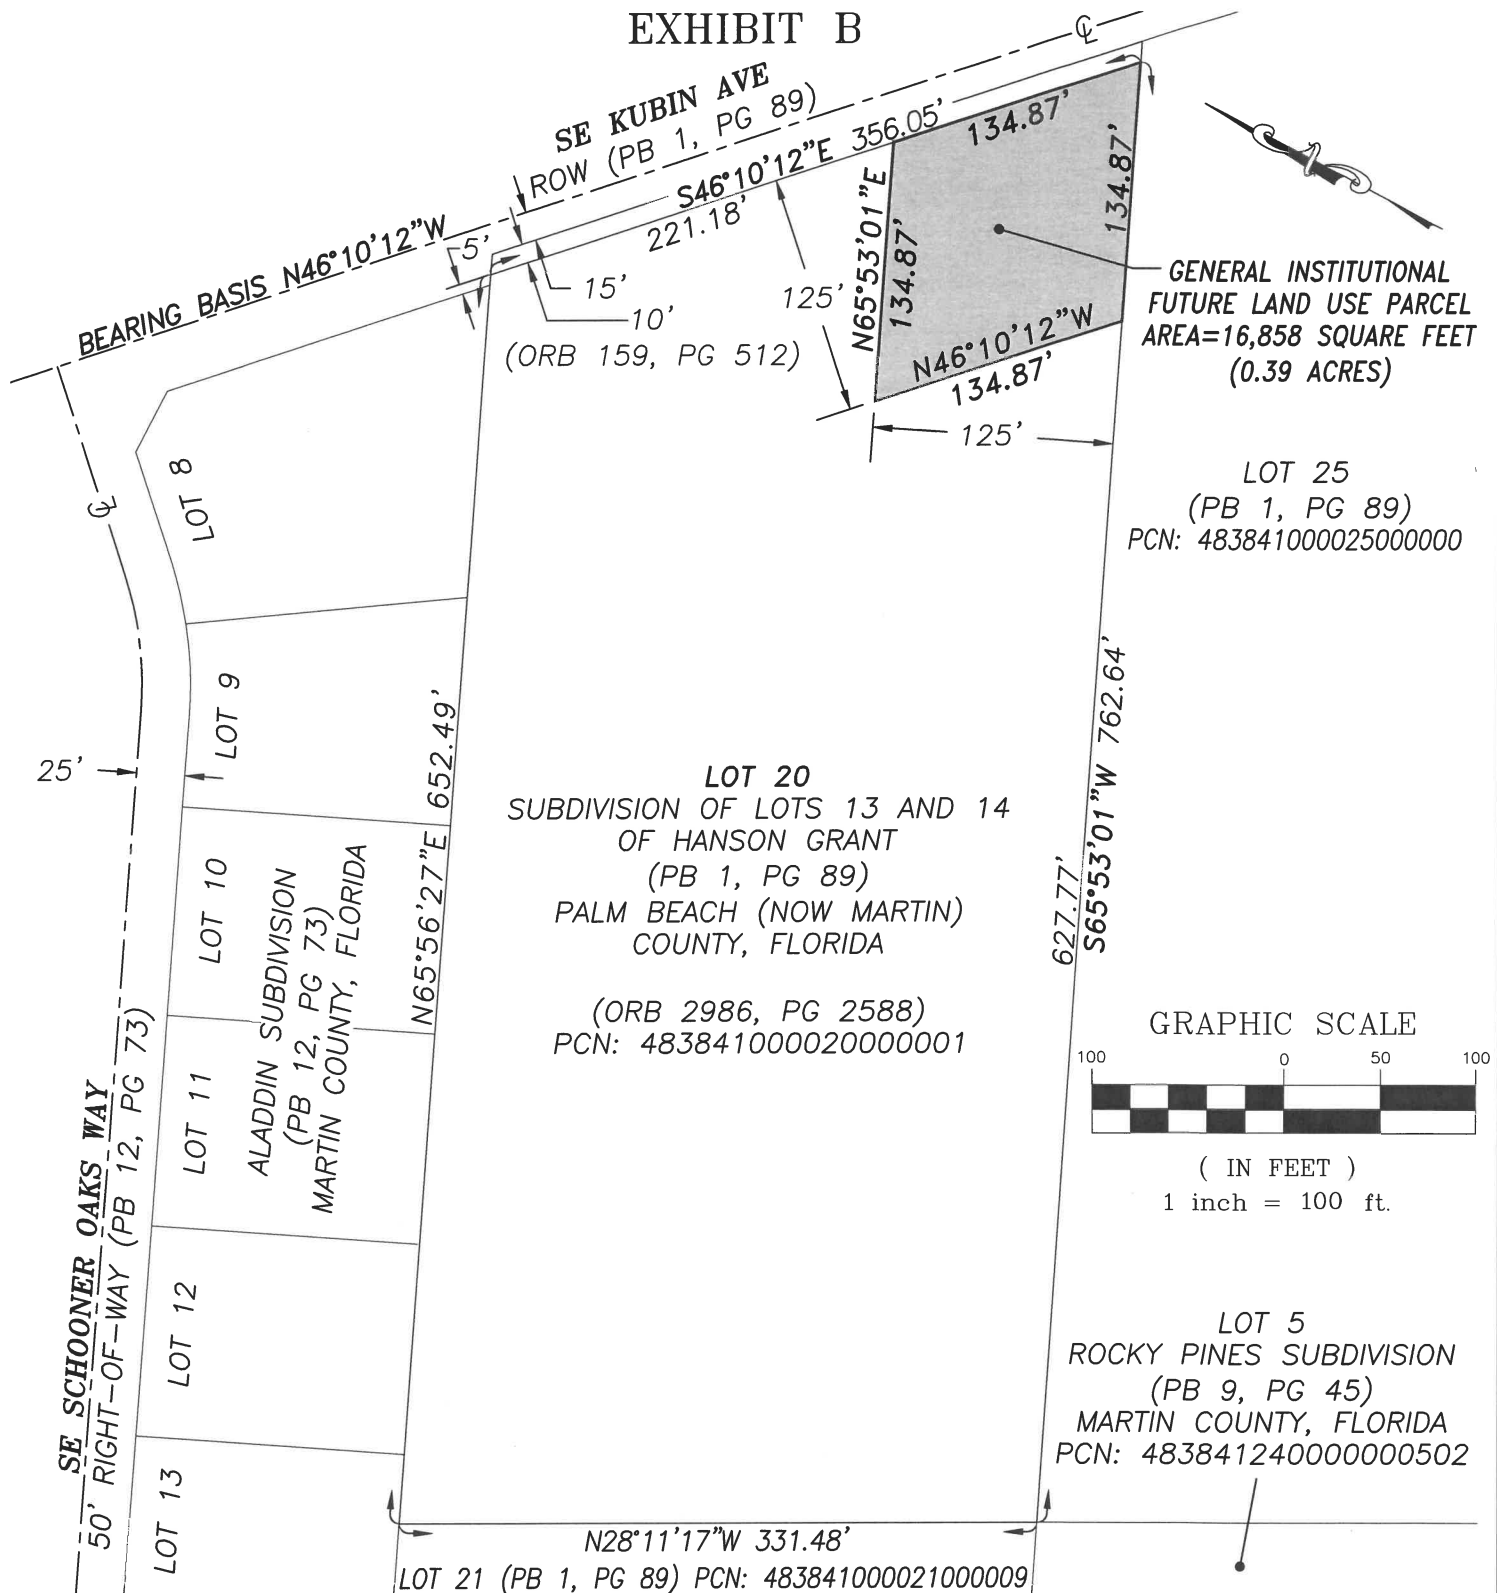 EXHIBIT B
SE KUBIN AVE
ROW (PB 1, PG 89)
℄
S46°10'12"E 356.05'
221.18'
134.87'
134.87'
N65°53'01"E
134.87'
N46°10'12"W
134.87'
BEARING BASIS N46°10'12"W
5'
15'
10'
(ORB 159, PG 512)
125'
125'
GENERAL INSTITUTIONAL
FUTURE LAND USE PARCEL
AREA=16,858 SQUARE FEET
(0.39 ACRES)
LOT 25
(PB 1, PG 89)
PCN: 483841000025000000
℄
LOT 8
LOT 9
25'
LOT 10
LOT 11
LOT 12
LOT 13
ALADDIN SUBDIVISION
(PB 12, PG 73)
MARTIN COUNTY, FLORIDA
N65°56'27"E 652.49'
SE SCHOONER OAKS WAY
50' RIGHT-OF-WAY (PB 12, PG 73)
LOT 20
SUBDIVISION OF LOTS 13 AND 14
OF HANSON GRANT
(PB 1, PG 89)
PALM BEACH (NOW MARTIN)
COUNTY, FLORIDA
(ORB 2986, PG 2588)
PCN: 483841000020000001
627.77'
S65°53'01"W 762.64'
GRAPHIC SCALE
100 0 50 100
( IN FEET )
1 inch = 100 ft.
LOT 5
ROCKY PINES SUBDIVISION
(PB 9, PG 45)
MARTIN COUNTY, FLORIDA
PCN: 483841240000000502
N28°11'17"W 331.48'
LOT 21 (PB 1, PG 89) PCN: 483841000021000009